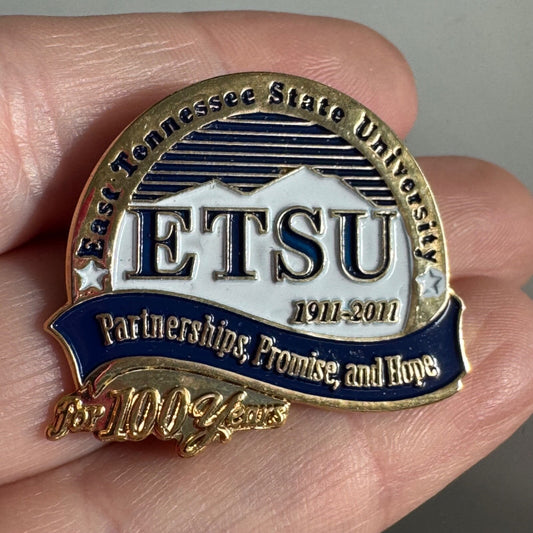 East Tennessee State University
ETSU
1911-2011
Partnerships, Promise, and Hope
For 100 Years